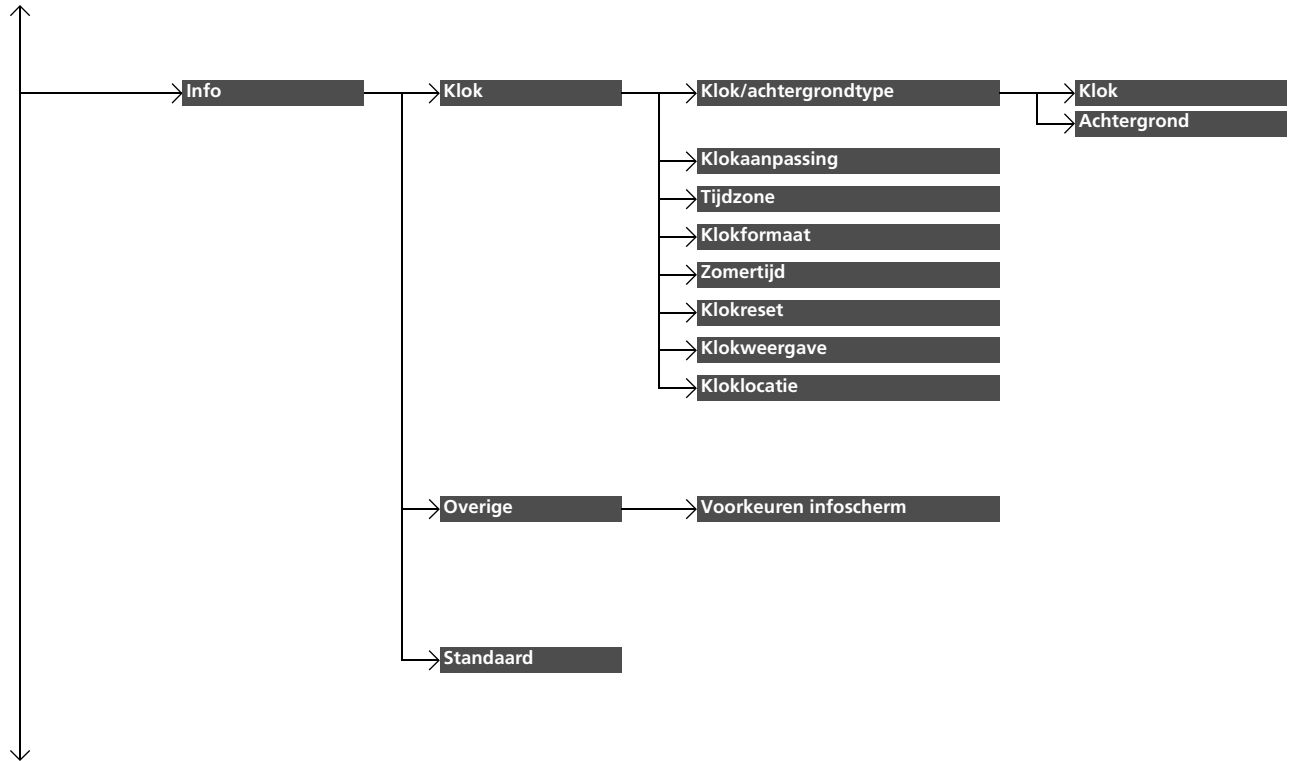 Info
Klok
Klok/achtergrondtype
Klok
Achtergrond
Klokaanpassing
Tijdzone
Klokformaat
Zomertijd
Klokreset
Klokweergave
Kloklocatie
Overige
Voorkeuren infoscherm
Standaard